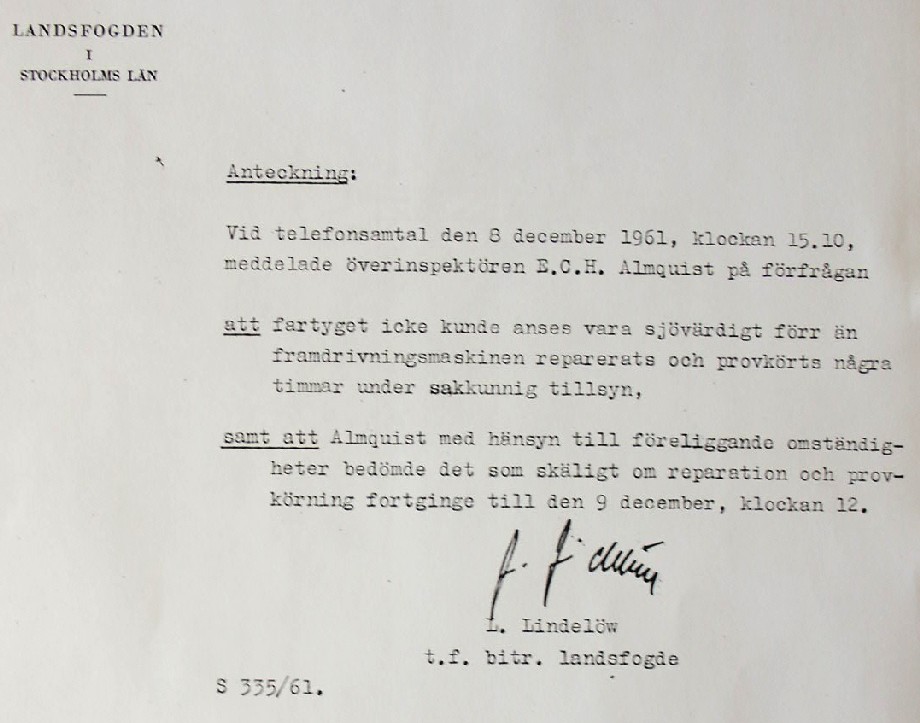 LANDSFOGDEN
I
STOCKHOLMS LÄN
Anteckning:
Vid telefonsamtal den 8 december 1961, klockan 15.10,
meddelade överinspektören E.C.H. Almquist på förfrågan
att fartyget icke kunde anses vara sjövärdigt förr än
framdrivningsmaskinen reparerats och provkörts några
timmar under sakkunnig tillsyn,
samt att Almquist med hänsyn till föreliggande omständig-
heter bedömde det som skäligt om reparation och prov-
körning fortginge till den 9 december, klockan 12.
L. Lindelöw
t.f. bitr. landsfogde
S 335/61.